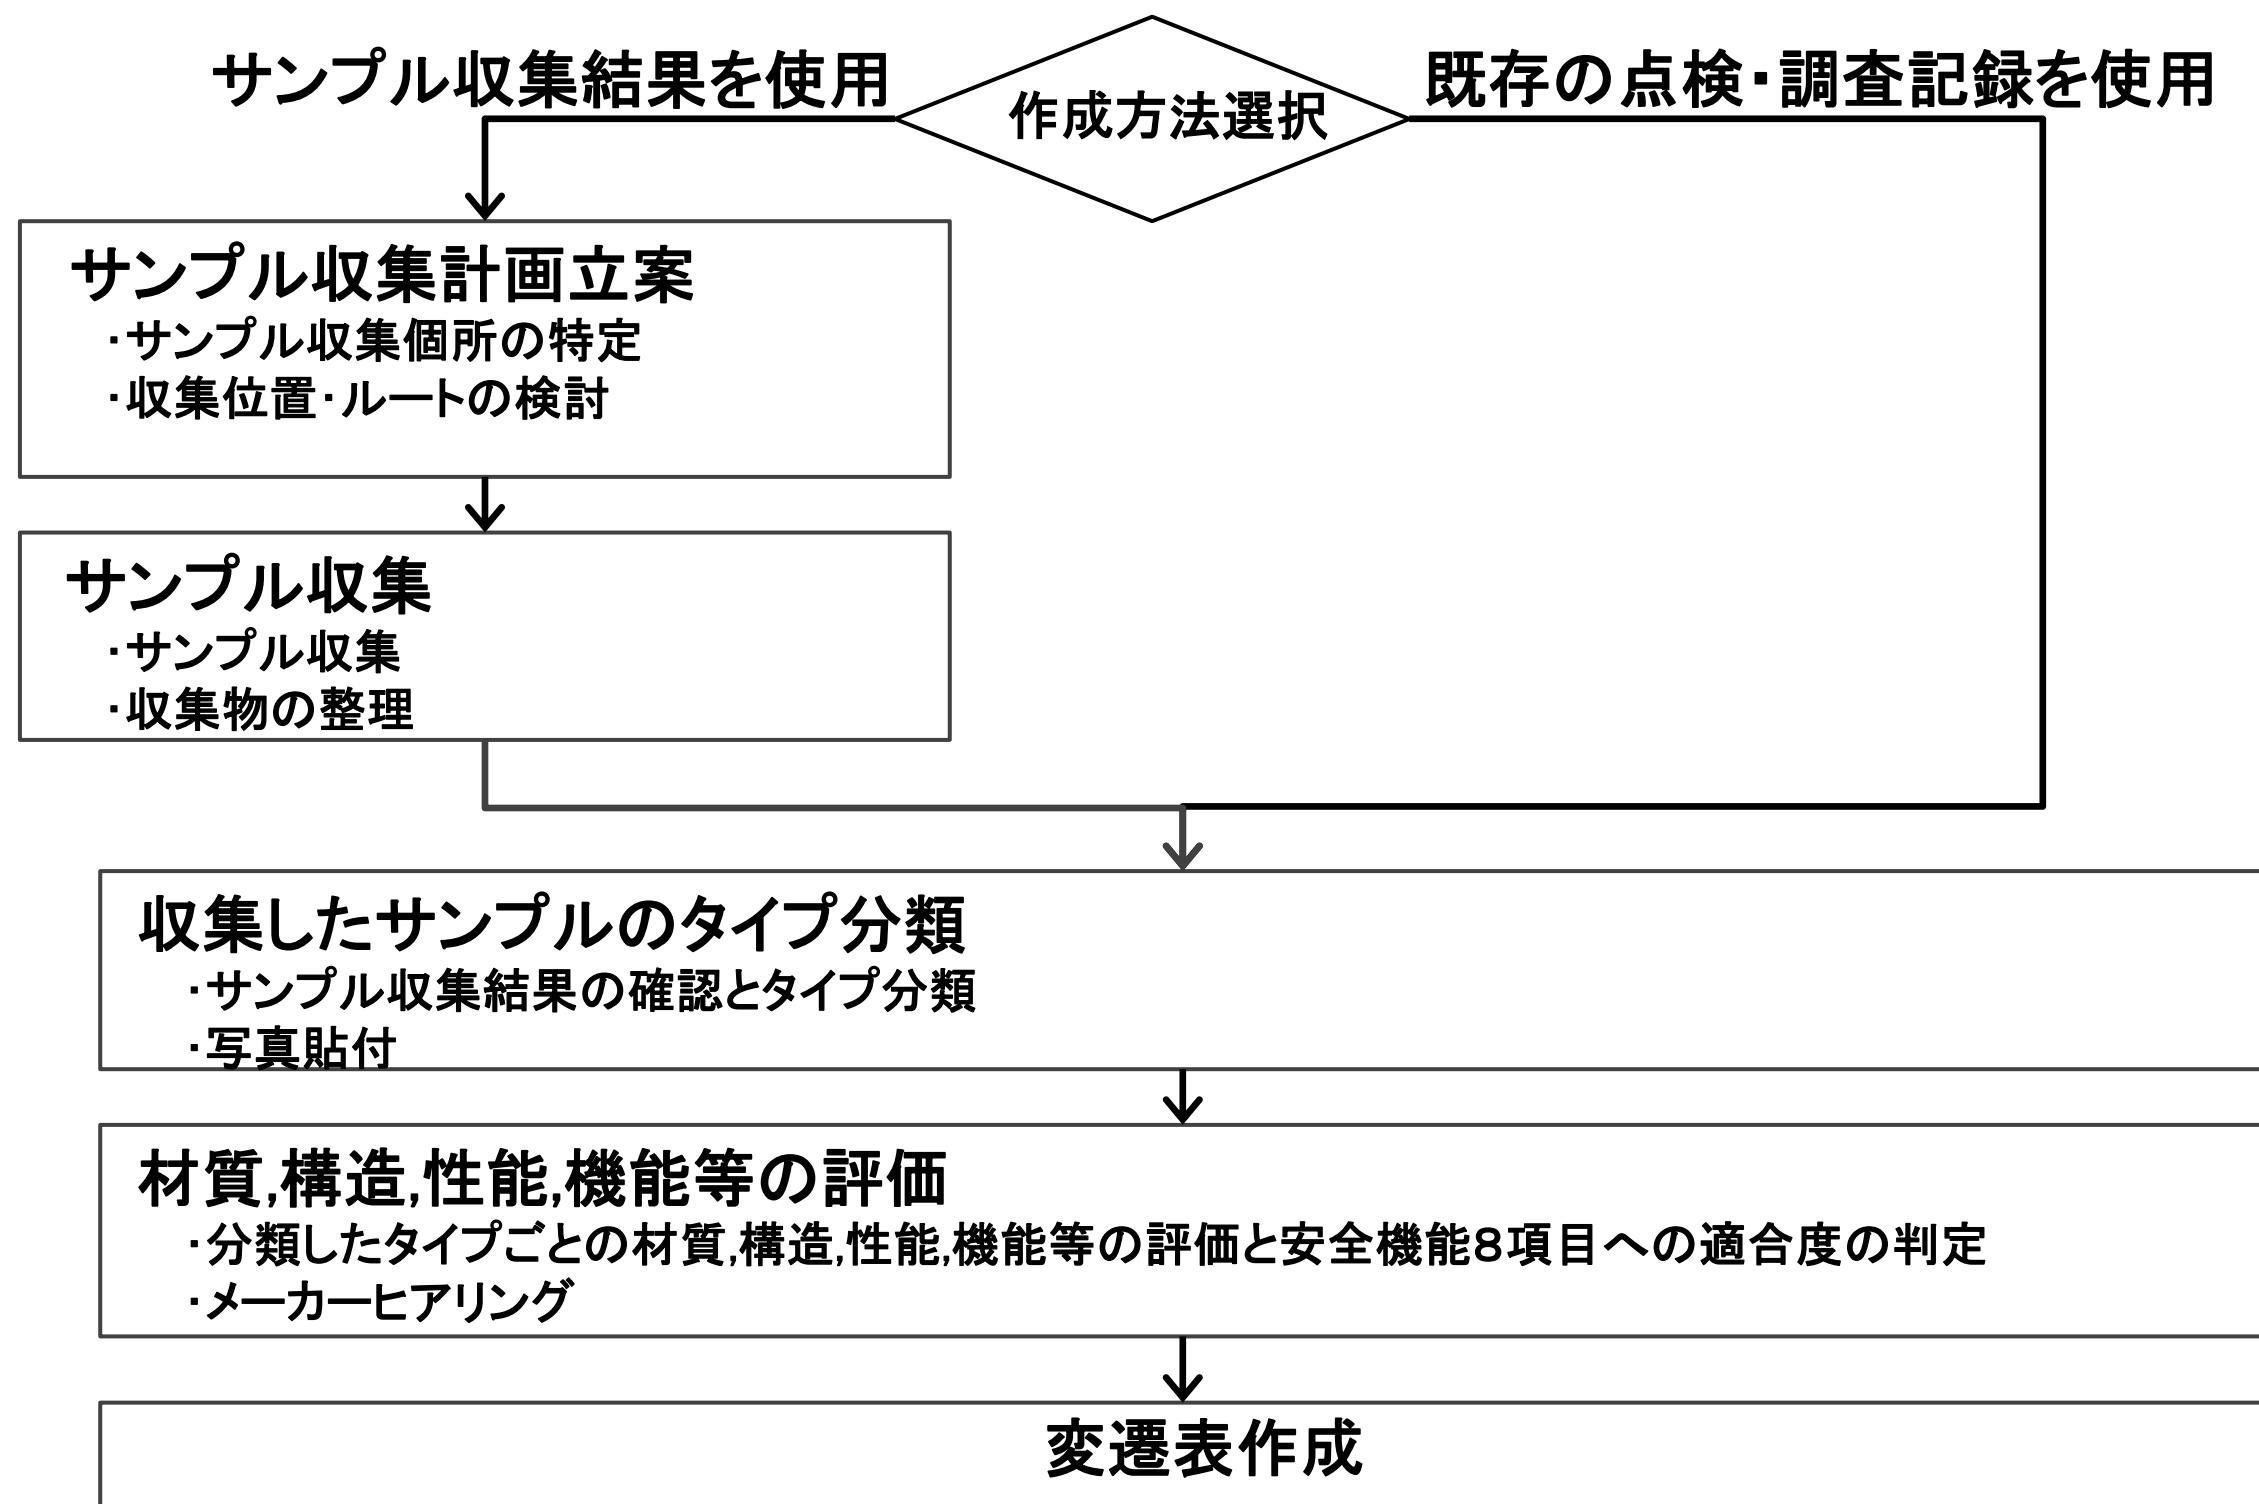 サンプル収集結果を使用
作成方法選択
既存の点検・調査記録を使用
サンプル収集計画立案
・サンプル収集個所の特定
・収集位置・ルートの検討
サンプル収集
・サンプル収集
・収集物の整理
収集したサンプルのタイプ分類
・サンプル収集結果の確認とタイプ分類
・写真貼付
材質,構造,性能,機能等の評価
・分類したタイプごとの材質,構造,性能,機能等の評価と安全機能８項目への適合度の判定
・メーカーヒアリング
変遷表作成